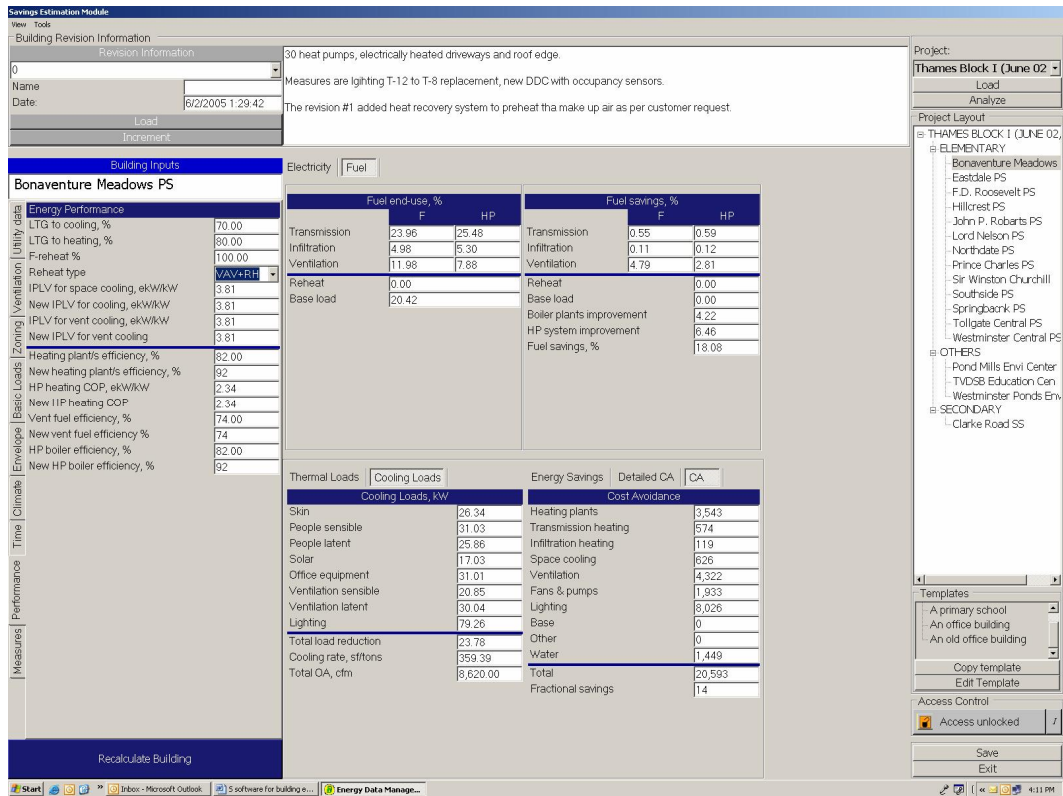 Savings Estimation Module
View Tools
Building Revision Information
Revision Information
0
Name
Date: 6/2/2005 1:29:42
Load
Increment
30 heat pumps, electrically heated driveways and roof edge.
Measures are lgihting T-12 to T-8 replacement, new DDC with occupancy sensors.
The revision #1 added heat recovery system to preheat tha make up air as per customer request.
Building Inputs
Bonaventure Meadows PS
Utility data
Ventilation
Zoning
Basic Loads
Envelope
Climate
Time
Performance
Measures
Energy Performance
LTG to cooling, % 70.00
LTG to heating, % 80.00
F-reheat % 100.00
Reheat type VAV+RH
IPLV for space cooling, ekW/kW 3.81
New IPLV for cooling, ekW/kW 3.81
IPLV for vent cooling, ekW/kW 3.81
New IPLV for vent cooling 3.81
Heating plant/s efficiency, % 82.00
New heating plant/s efficiency, % 92
HP heating COP, ekW/kW 2.34
New HP heating COP 2.34
Vent fuel efficiency, % 74.00
New vent fuel efficiency % 74
HP boiler efficiency, % 82.00
New HP boiler efficiency, % 92
Recalculate Building
Electricity Fuel
Fuel end-use, %
F HP
Transmission 23.96 25.48
Infiltration 4.98 5.30
Ventilation 11.98 7.88
Reheat 0.00
Base load 20.42
Fuel savings, %
F HP
Transmission 0.55 0.59
Infiltration 0.11 0.12
Ventilation 4.79 2.81
Reheat 0.00
Base load 0.00
Boiler plants improvement 4.22
HP system improvement 6.46
Fuel savings, % 18.08
Thermal Loads Cooling Loads
Cooling Loads, kW
Skin 26.34
People sensible 31.03
People latent 25.86
Solar 17.03
Office equipment 31.01
Ventilation sensible 20.85
Ventilation latent 30.04
Lighting 79.26
Total load reduction 23.78
Cooling rate, sf/tons 359.39
Total OA, cfm 8,620.00
Energy Savings Detailed CA CA
Cost Avoidance
Heating plants 3,543
Transmission heating 574
Infiltration heating 119
Space cooling 626
Ventilation 4,322
Fans & pumps 1,933
Lighting 8,026
Base 0
Other 0
Water 1,449
Total 20,593
Fractional savings 14
Project:
Thames Block I (June 02
Load
Analyze
Project Layout
THAMES BLOCK I (JUNE 02,
ELEMENTARY
Bonaventure Meadows
Eastdale PS
F.D. Roosevelt PS
Hillcrest PS
John P. Robarts PS
Lord Nelson PS
Northdate PS
Prince Charles PS
Sir Winston Churchill
Southside PS
Springbacnk PS
Tollgate Central PS
Westminster Central PS
OTHERS
Pond Mills Envi Center
TVDSB Education Cen
Westminster Ponds Env
SECONDARY
Clarke Road SS
Templates
A primary school
An office building
An old office building
Copy template
Edit Template
Access Control
Access unlocked I
Save
Exit
Start Inbox - Microsoft Outlook S software for building e... Energy Data Manage... 4:11 PM